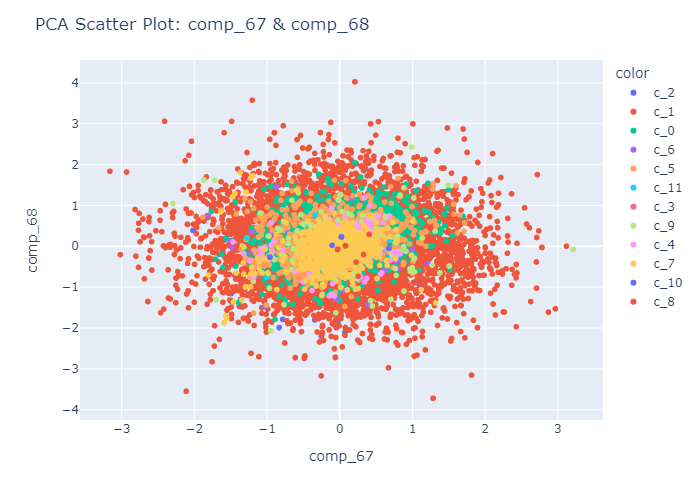 PCA Scatter Plot: comp_67 & comp_68
color
c_2
c_1
c_0
c_6
c_5
c_11
c_3
c_9
c_4
c_7
c_10
c_8
4
3
2
1
0
−1
−2
−3
−4
comp_68
−3
−2
−1
0
1
2
3
comp_67